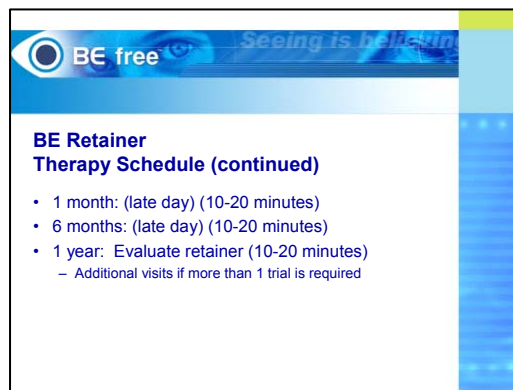 Seeing is believing
BE free™
BE Retainer
Therapy Schedule (continued)
• 1 month: (late day) (10-20 minutes)
• 6 months: (late day) (10-20 minutes)
• 1 year: Evaluate retainer (10-20 minutes)
– Additional visits if more than 1 trial is required